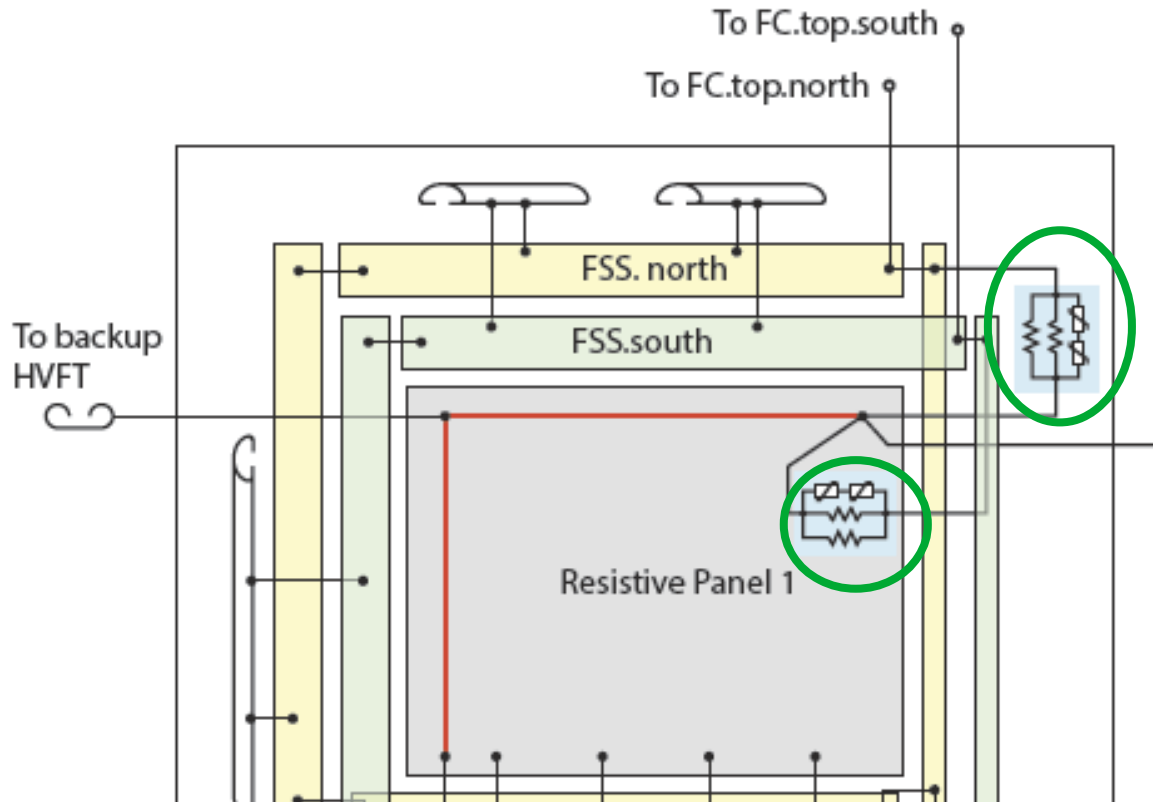 To FC.top.south
To FC.top.north
FSS. north
To backup
HVFT
FSS.south
Resistive Panel 1